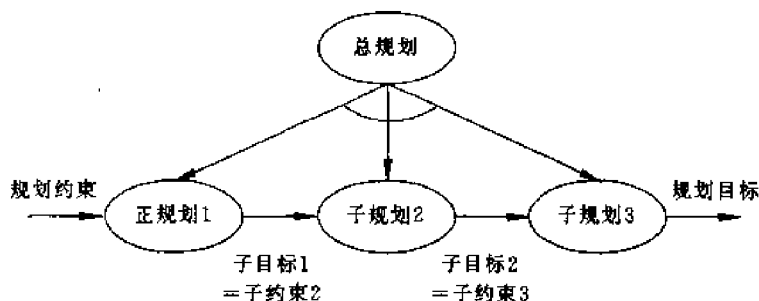 总规划
规划约束
正规划1
子规划2
子规划3
规划目标
子目标1
=子约束2
子目标2
=子约束3